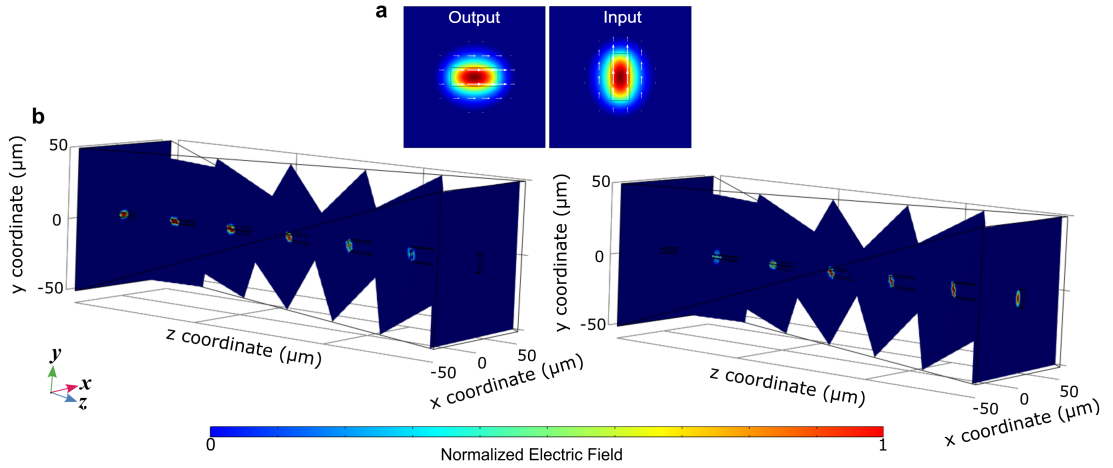 a
Output
Input
b
50
0
-50
y coordinate (µm)
z coordinate (µm)
-50
0
50
x coordinate (µm)
50
0
-50
y coordinate (µm)
z coordinate (µm)
-50
0
50
x coordinate (µm)
y
x
z
0
1
Normalized Electric Field